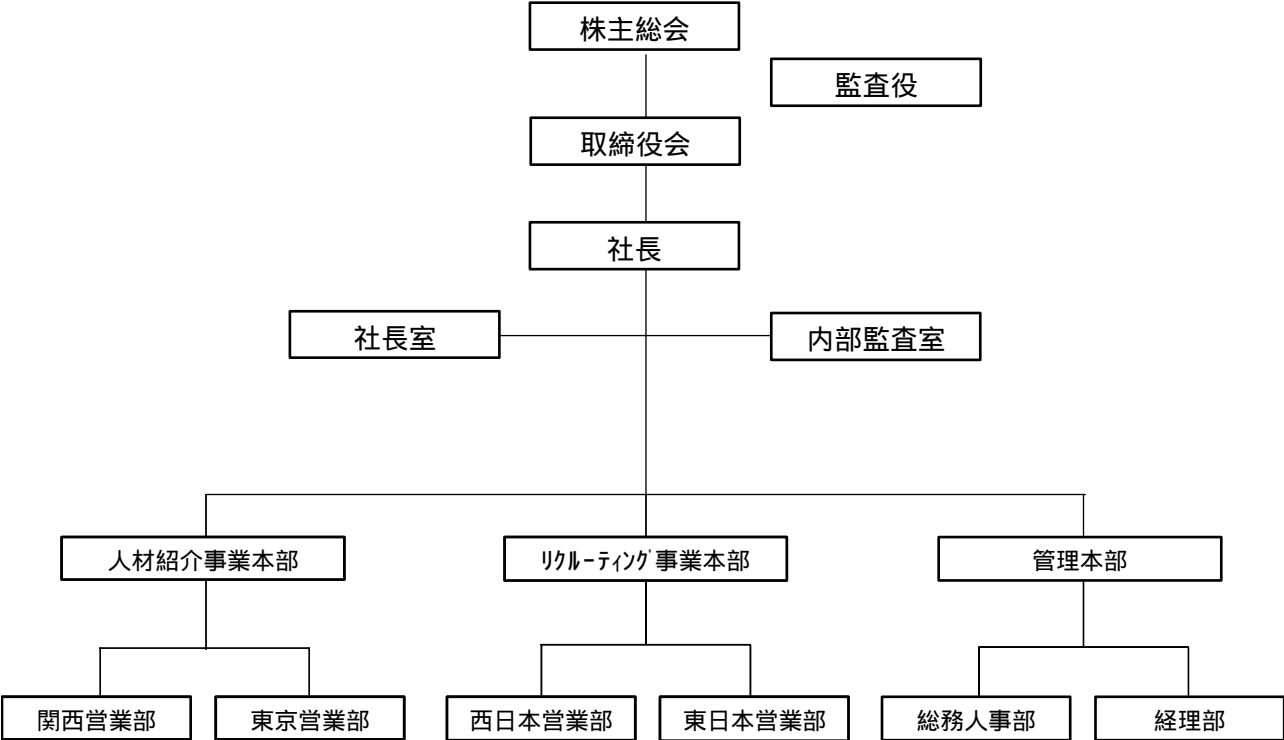 株主総会
監査役
取締役会
社長
社長室
内部監査室
人材紹介事業本部
ﾘｸﾙｰﾃｨﾝｸﾞ事業本部
管理本部
関西営業部
東京営業部
西日本営業部
東日本営業部
総務人事部
経理部